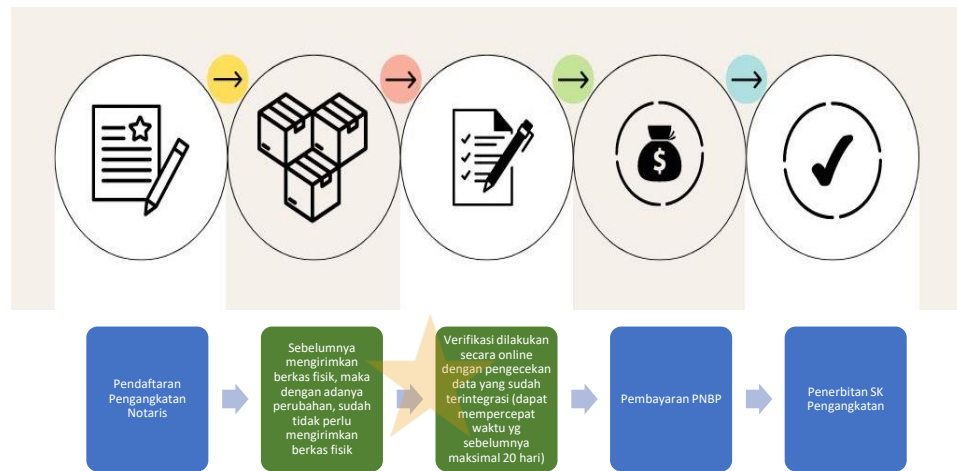 $
Pendaftaran
Pengangkatan
Notaris
Sebelumnya
mengirimkan
berkas fisik, maka
dengan adanya
perubahan, sudah
tidak perlu
mengirimkan
berkas fisik
Verifikasi dilakukan
secara online
dengan pengecekan
data yang sudah
terintegrasi (dapat
mempercepat
waktu yg
sebelumnya
maksimal 20 hari)
Pembayaran PNBP
Penerbitan SK
Pengangkatan